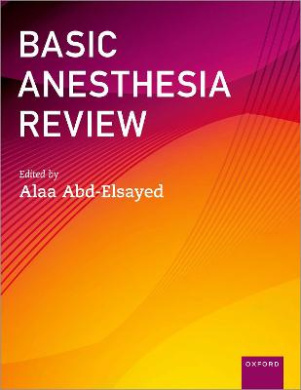 BASIC
ANESTHESIA
REVIEW
Edited by
Alaa Abd-Elsayed
OXFORD